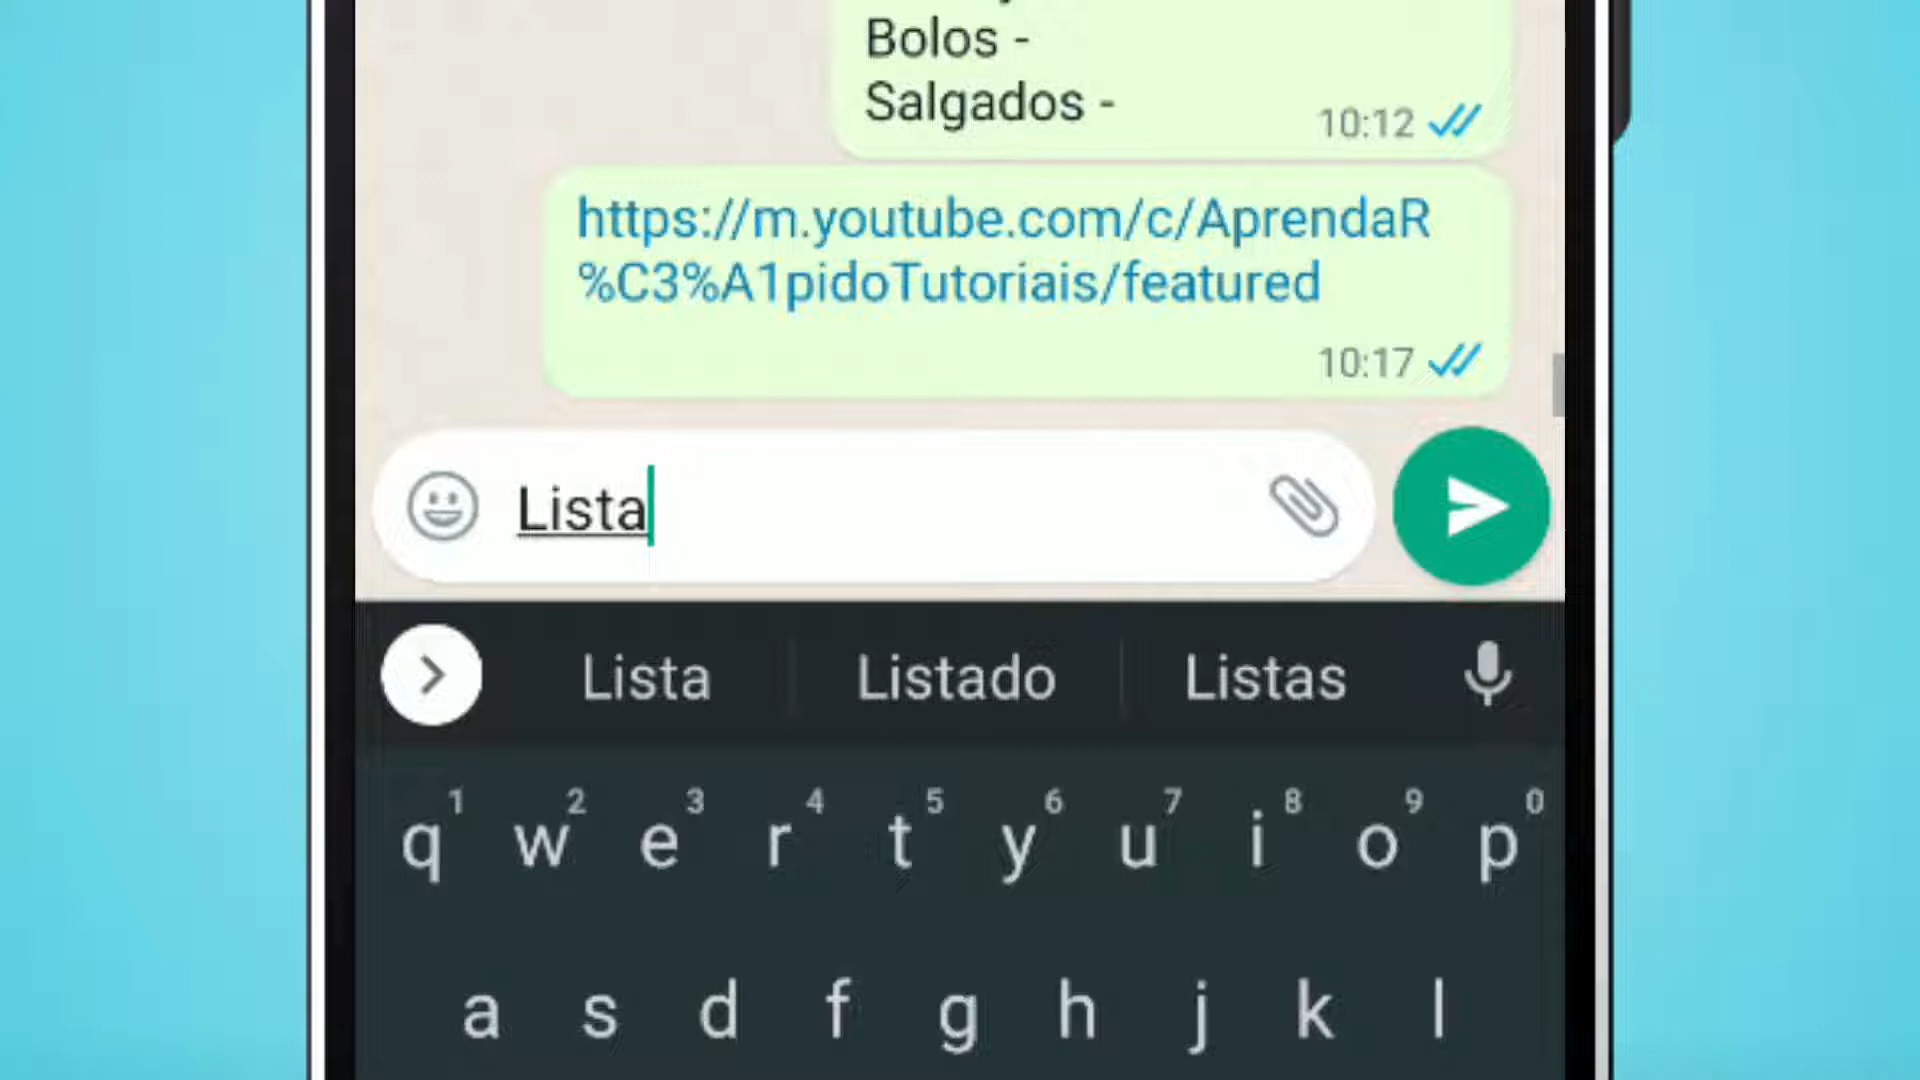 Bolos -
Salgados -
10:12
https://m.youtube.com/c/AprendaR
%C3%A1pidoTutoriais/featured
10:17
Lista
Lista Listado Listas
1 2 3 4 5 6 7 8 9 0
q w e r t y u i o p
a s d f g h j k l